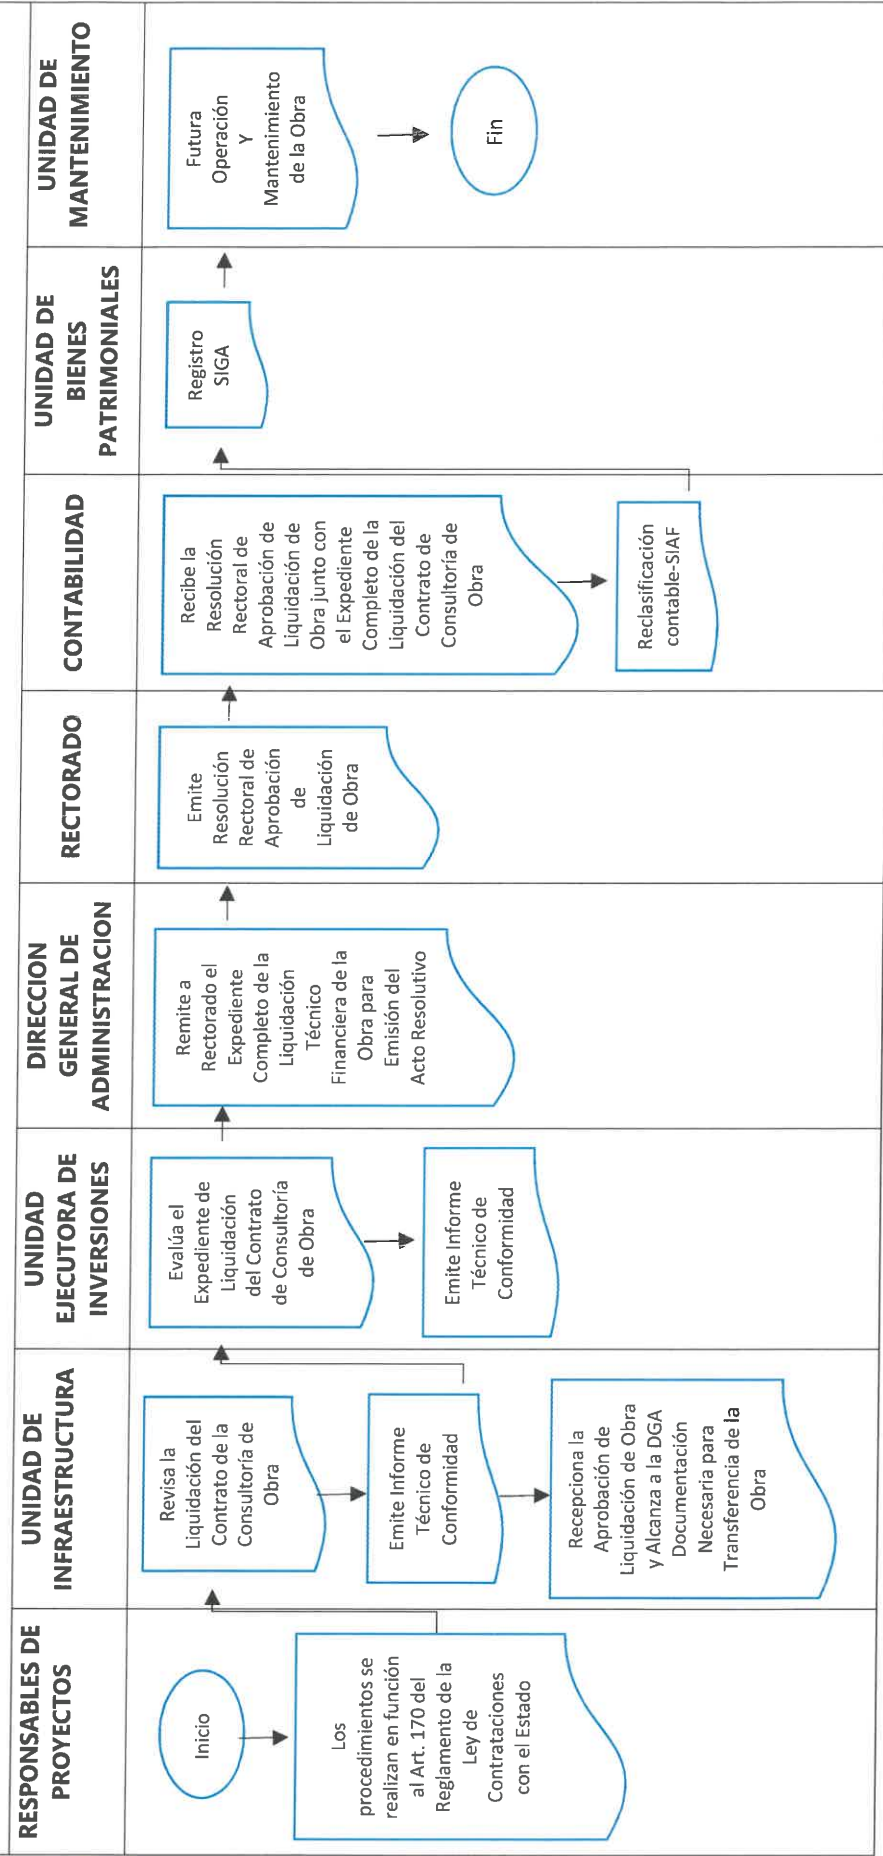 RESPONSABLES DE
PROYECTOS
UNIDAD DE
INFRAESTRUCTURA
UNIDAD
EJECUTORA DE
INVERSIONES
DIRECCION
GENERAL DE
ADMINISTRACION
RECTORADO
CONTABILIDAD
UNIDAD DE
BIENES
PATRIMONIALES
UNIDAD DE
MANTENIMIENTO
Inicio
Los
procedimientos se
realizan en función
al Art. 170 del
Reglamento de la
Ley de
Contrataciones
con el Estado
Revisa la
Liquidación del
Contrato de la
Consultoría de
Obra
Emite Informe
Técnico de
Conformidad
Recepciona la
Aprobación de
Liquidación de Obra
y Alcanza a la DGA
Documentación
Necesaria para
Transferencia de la
Obra
Evalúa el
Expediente de
Liquidación
del Contrato
de Consultoría
de Obra
Emite Informe
Técnico de
Conformidad
Remite a
Rectorado el
Expediente
Completo de la
Liquidación
Técnico
Financiera de la
Obra para
Emisión del
Acto Resolutivo
Emite
Resolución
Rectoral de
Aprobación
de
Liquidación
de Obra
Recibe la
Resolución
Rectoral de
Aprobación de
Liquidación de
Obra junto con
el Expediente
Completo de la
Liquidación del
Contrato de
Consultoría de
Obra
Reclasificación
contable-SIAF
Registro
SIGA
Futura
Operación
Y
Mantenimiento
de la Obra
Fin